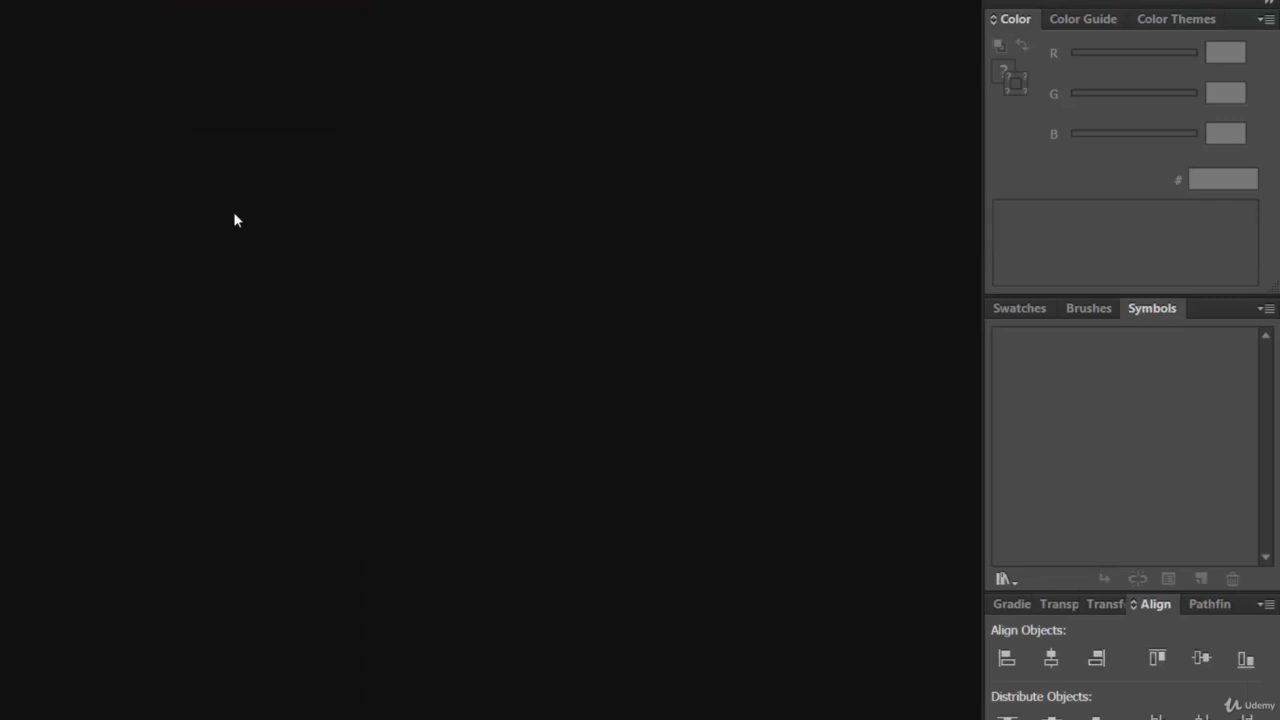 Color Color Guide Color Themes
R
G
B
#
Swatches Brushes Symbols
Gradie Transp Transf Align Pathfin
Align Objects:
Distribute Objects:
Udemy